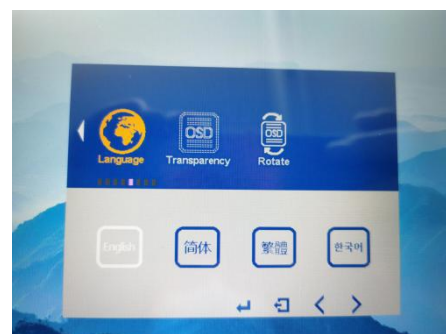 OSD
OSD
Language
Transparency
Rotate
English
简体
繁體
한국어